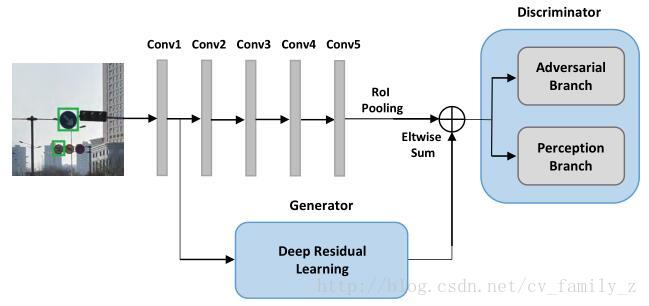 Discriminator
Conv1 Conv2 Conv3 Conv4 Conv5
RoI
Pooling
Eltwise
Sum
Adversarial
Branch
Perception
Branch
Generator
Deep Residual
Learning
http://blog.csdn.net/cv_family_z